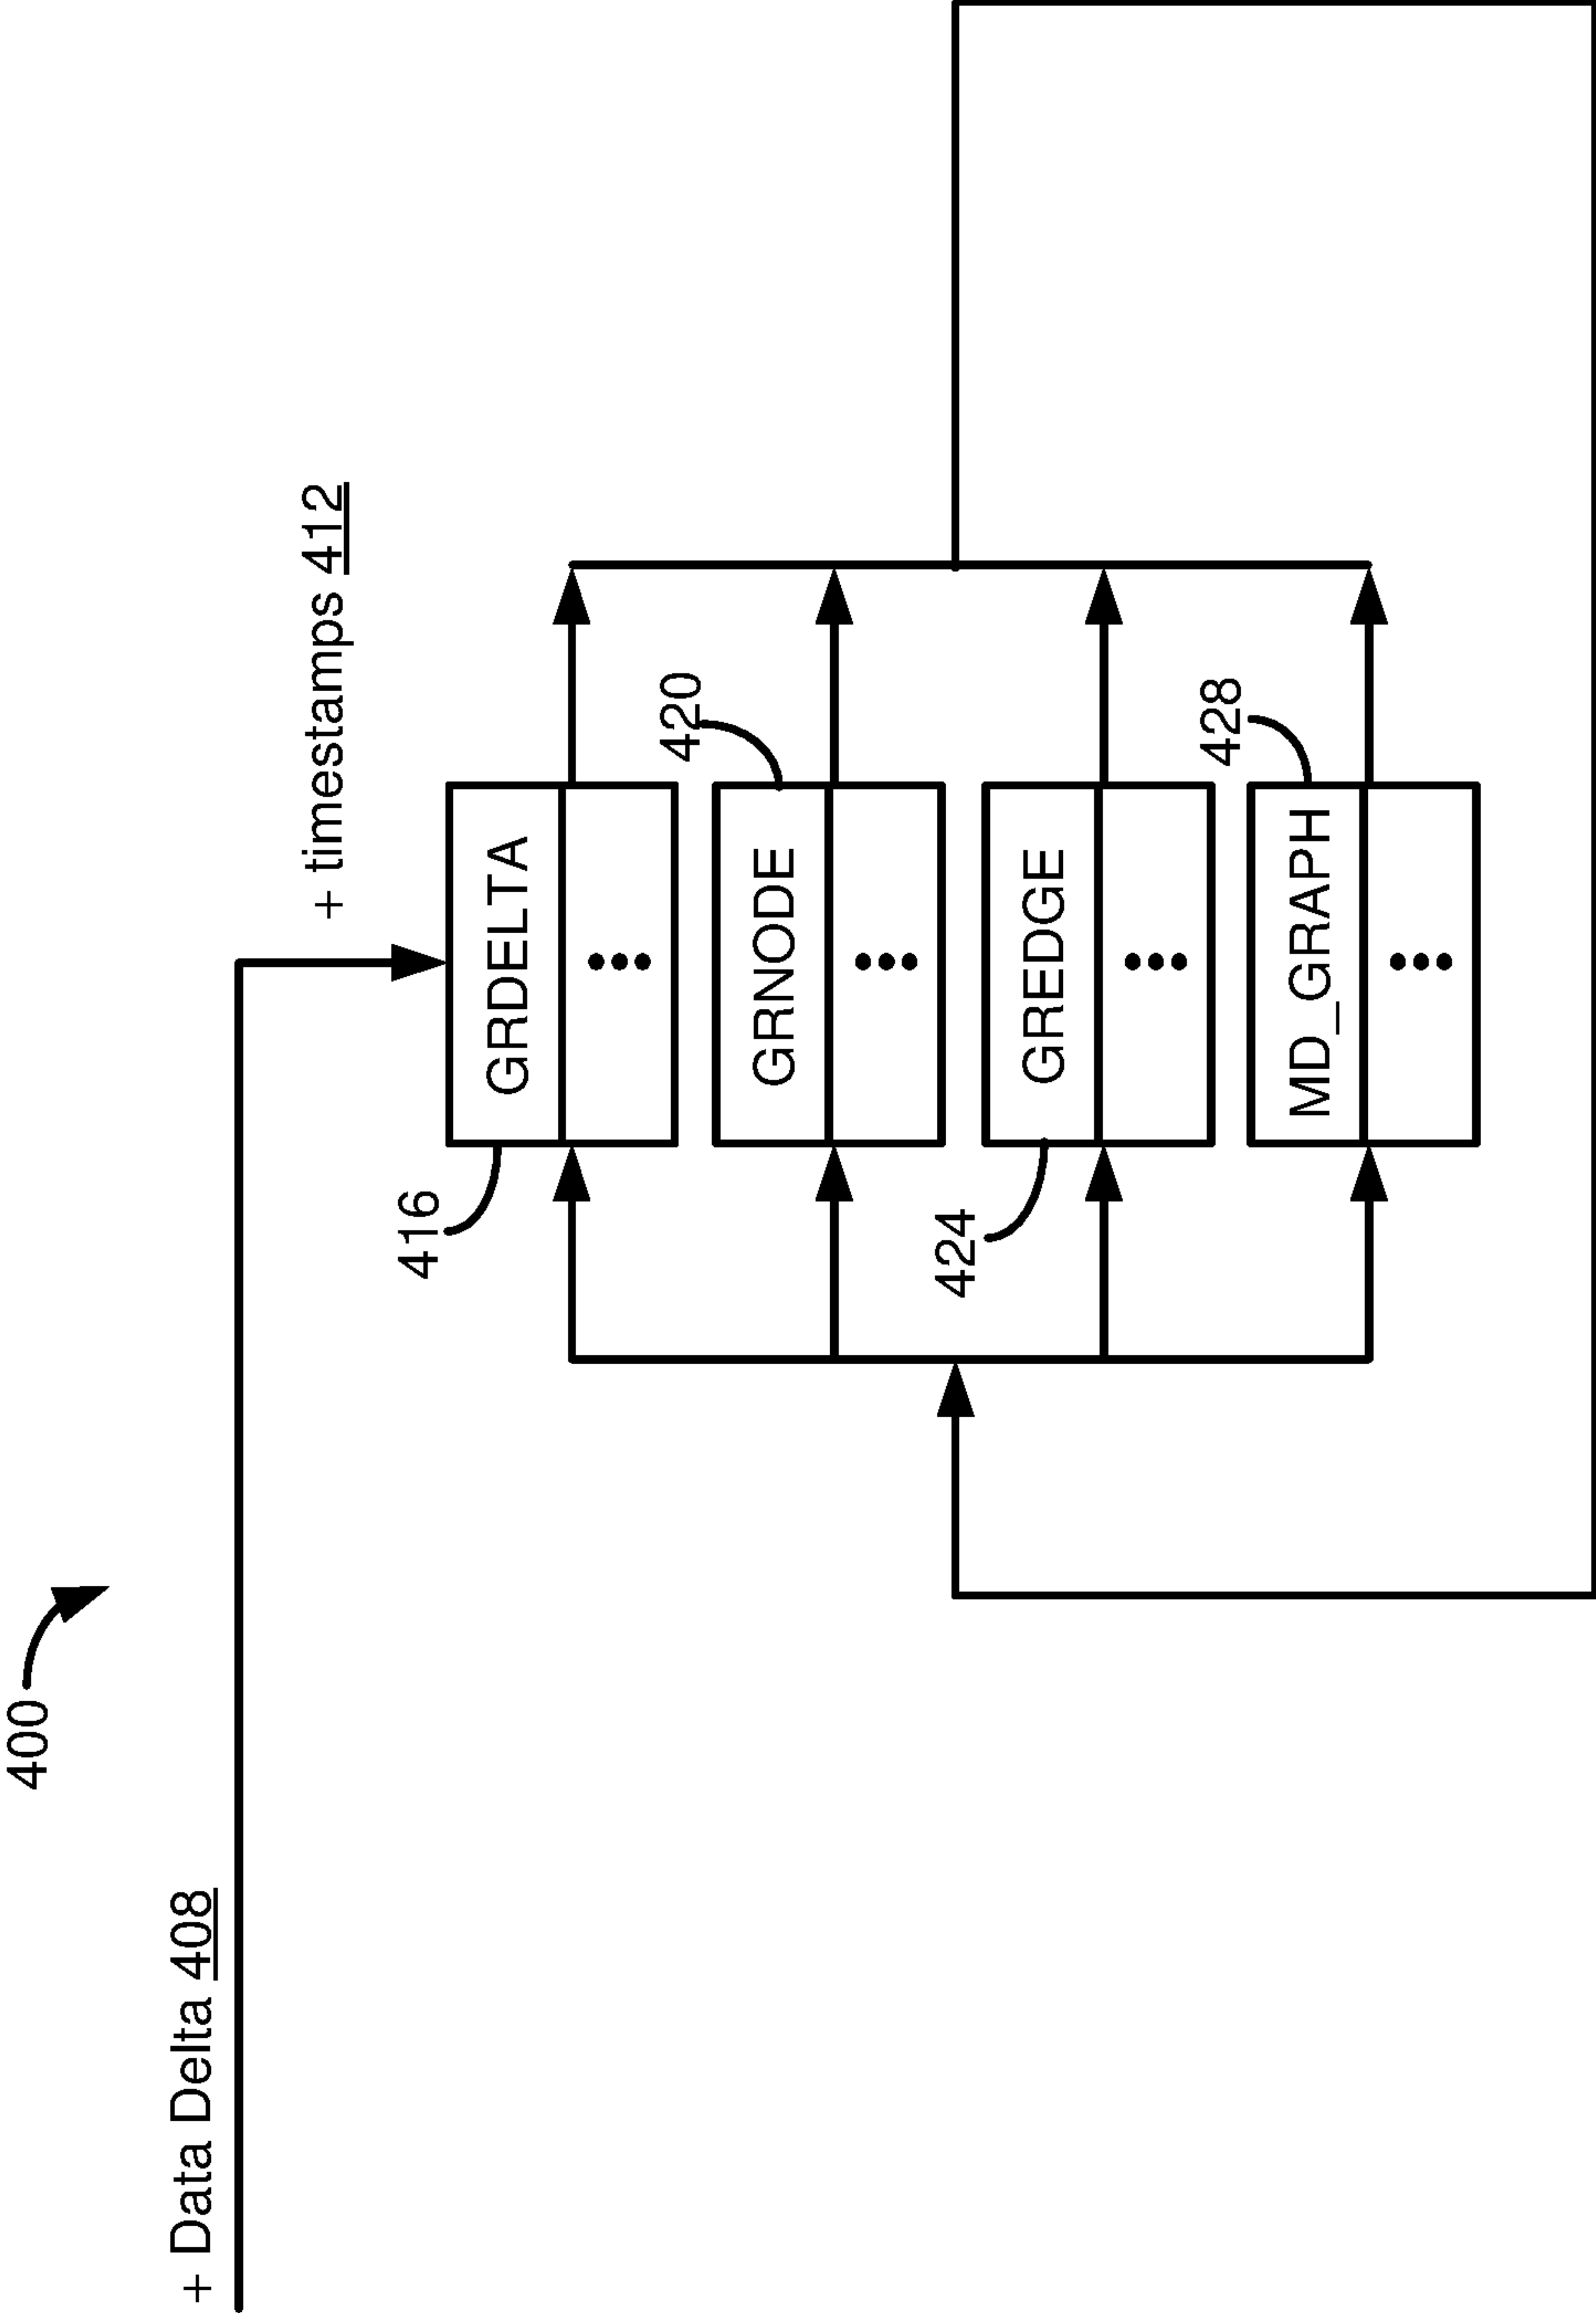 400
+ Data Delta 408
+ timestamps 412
416
GRDELTA
420
GRNODE
424
GREDGE
428
MD_GRAPH